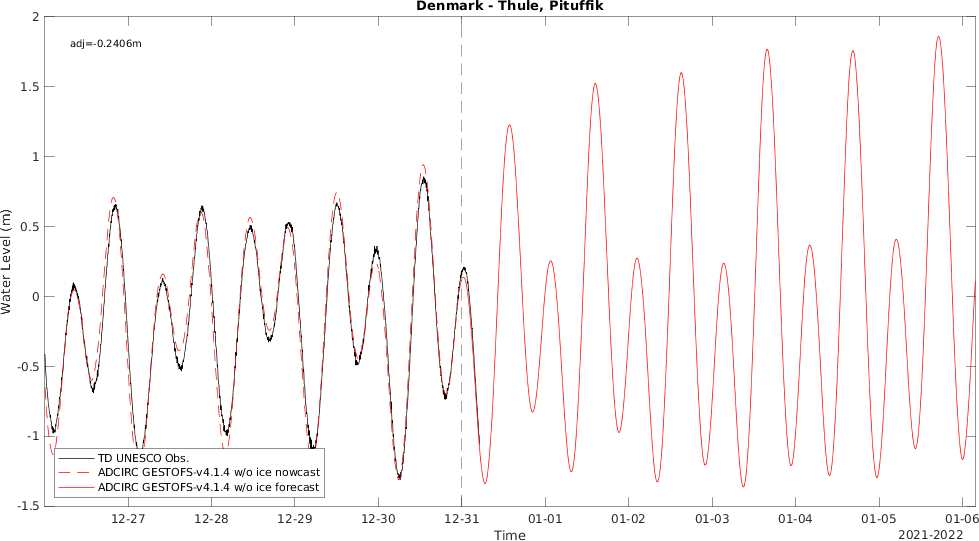 Denmark - Thule, Pituffik
adj=-0.2406m
Water Level (m)
2
1.5
1
0.5
0
-0.5
-1
-1.5
TD UNESCO Obs.
ADCIRC GESTOFS-v4.1.4 w/o ice nowcast
ADCIRC GESTOFS-v4.1.4 w/o ice forecast
12-27 12-28 12-29 12-30 12-31 01-01 01-02 01-03 01-04 01-05 01-06
Time
2021-2022